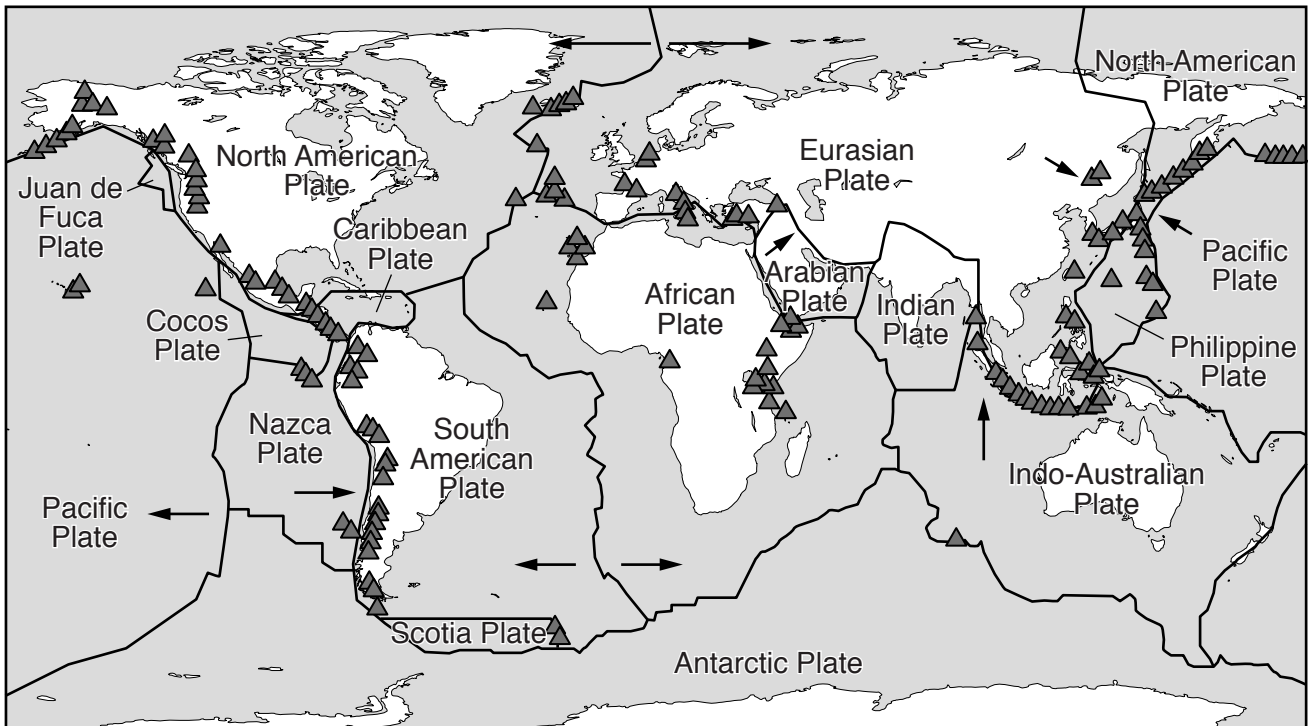 North American
Plate
North American
Plate
Eurasian
Plate
Juan de
Fuca
Plate
Caribbean
Plate
Pacific
Plate
Arabian
Plate
African
Plate
Indian
Plate
Cocos
Plate
Philippine
Plate
Nazca
Plate
South
American
Plate
Indo-Australian
Plate
Pacific
Plate
Scotia Plate
Antarctic Plate